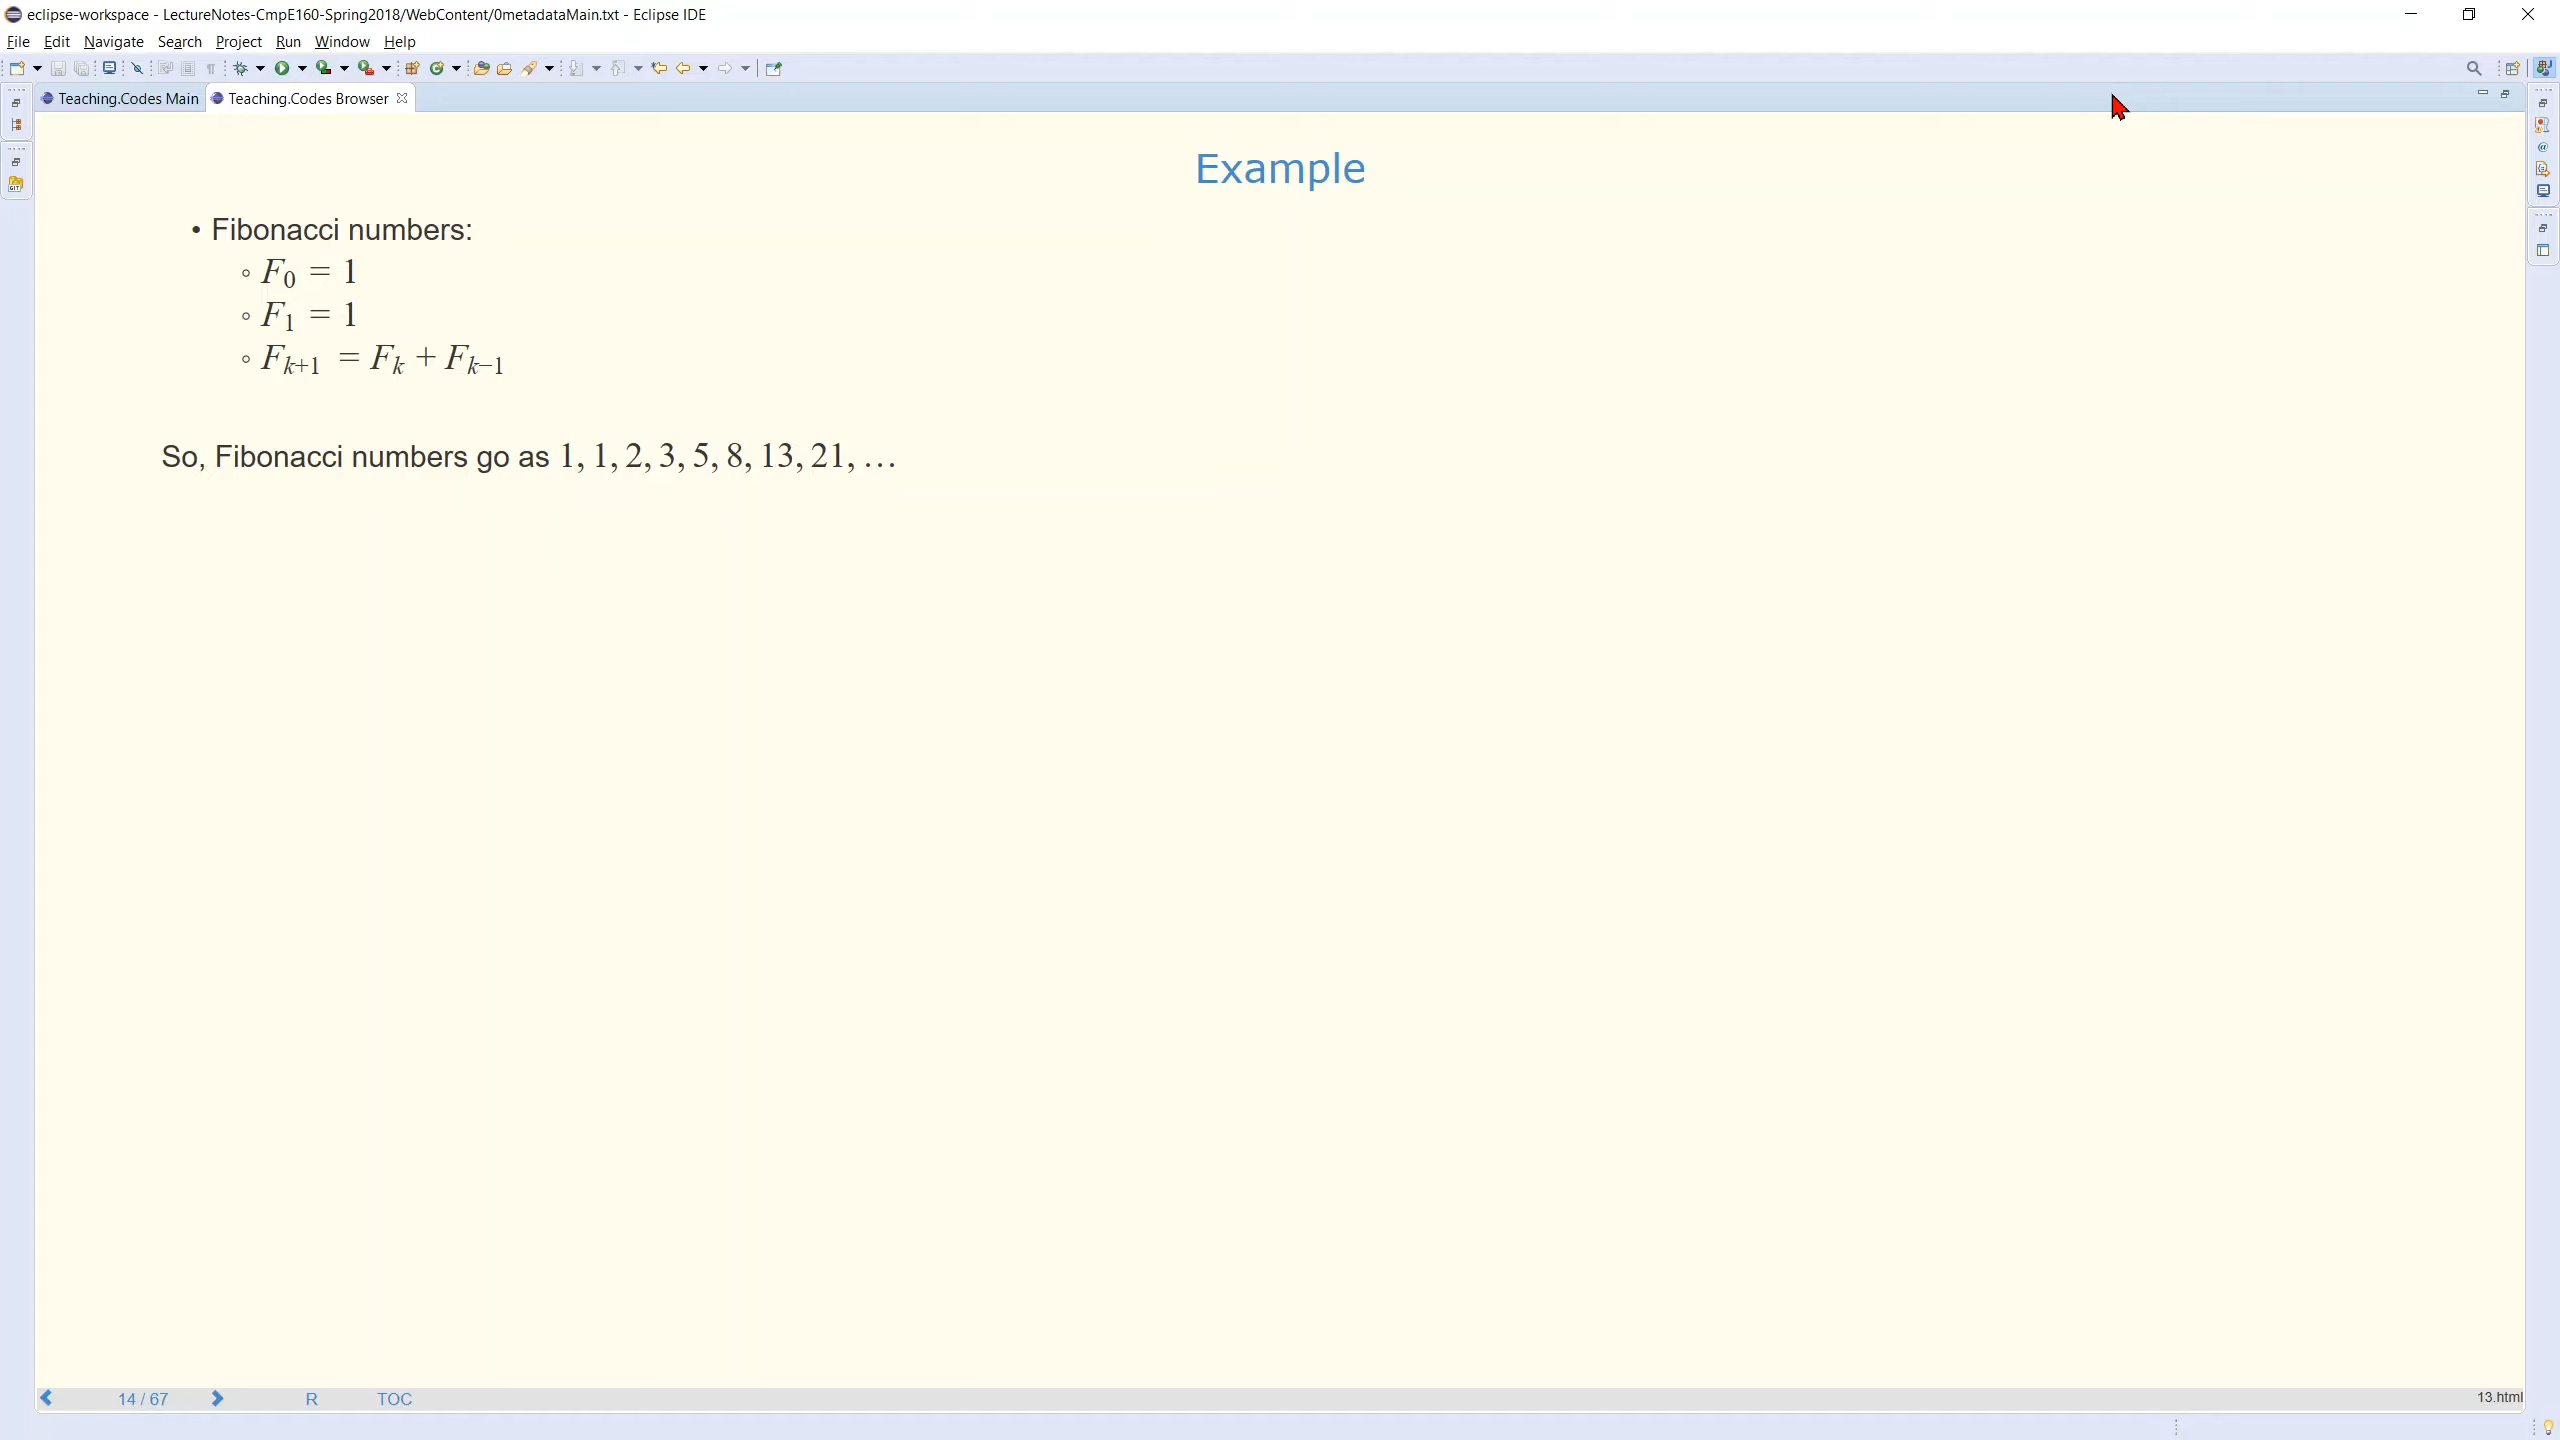 eclipse-workspace - LectureNotes-CmpE160-Spring2018/WebContent/0metadataMain.txt - Eclipse IDE
File Edit Navigate Search Project Run Window Help
Teaching.Codes Main Teaching.Codes Browser
Example
• Fibonacci numbers:
◦ F₀ = 1
◦ F₁ = 1
◦ Fₖ₊₁ = Fₖ + Fₖ₋₁
So, Fibonacci numbers go as 1, 1, 2, 3, 5, 8, 13, 21, …
14 / 67 R TOC 13.html